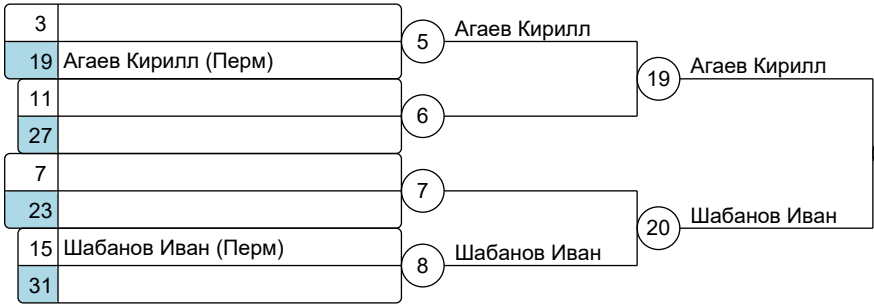 3
5
Агаев Кирилл
19 Агаев Кирилл (Перм)
19
Агаев Кирилл
11
6
27
7
7
23
20
Шабанов Иван
15 Шабанов Иван (Перм)
8
Шабанов Иван
31